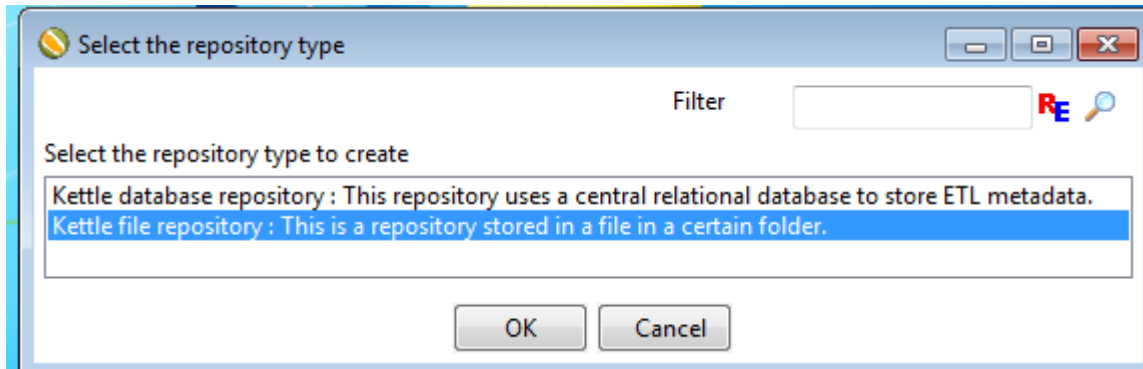 Select the repository type
Filter
RE
Select the repository type to create
Kettle database repository : This repository uses a central relational database to store ETL metadata.
Kettle file repository : This is a repository stored in a file in a certain folder.
OK Cancel